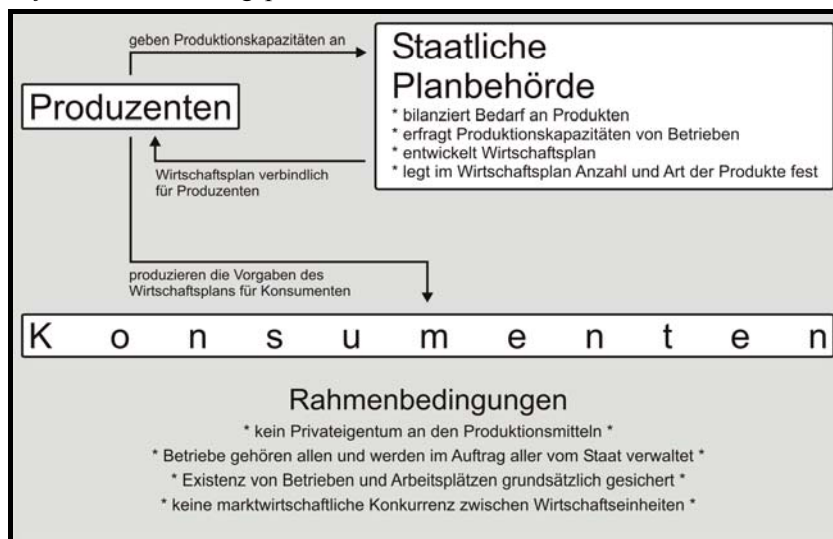 geben Produktionskapazitäten an
Staatliche
Planbehörde
* bilanziert Bedarf an Produkten
* erfragt Produktionskapazitäten von Betrieben
* entwickelt Wirtschaftsplan
* legt im Wirtschaftsplan Anzahl und Art der Produkte fest
Produzenten
Wirtschaftsplan verbindlich
für Produzenten
produzieren die Vorgaben des
Wirtschaftsplans für Konsumenten
K o n s u m e n t e n
Rahmenbedingungen
* kein Privateigentum an den Produktionsmitteln *
* Betriebe gehören allen und werden im Auftrag aller vom Staat verwaltet *
* Existenz von Betrieben und Arbeitsplätzen grundsätzlich gesichert *
* keine marktwirtschaftliche Konkurrenz zwischen Wirtschaftseinheiten *